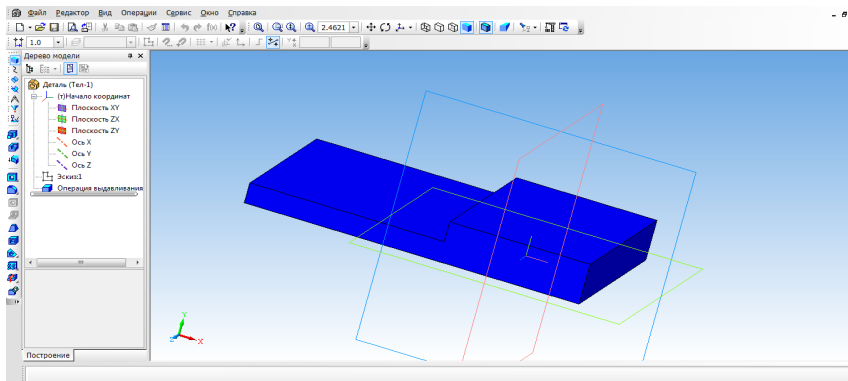 Файл Редактор Вид Операции Сервис Окно Справка
2.4621
1.0
Дерево модели
Деталь (Тел-1)
(т)Начало координат
Плоскость XY
Плоскость ZX
Плоскость ZY
Ось X
Ось Y
Ось Z
Эскиз:1
Операция выдавливания
Y
Z
X
Построение